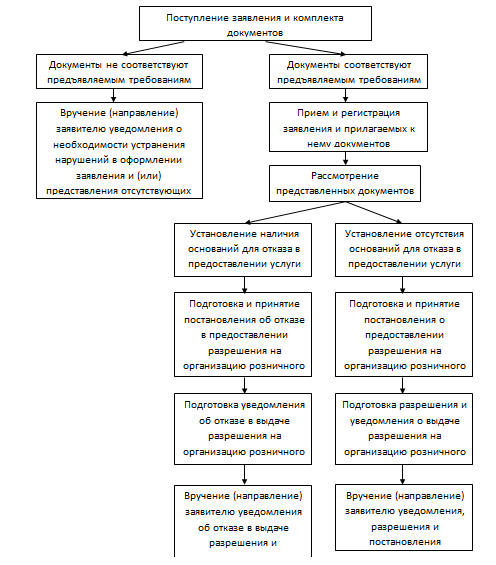 Поступление заявления и комплекта
документов
Документы не соответствуют
предъявляемым требованиям
Документы соответствуют
предъявляемым требованиям
Вручение (направление)
заявителю уведомления о
необходимости устранения
нарушений в оформлении
заявления и (или)
представления отсутствующих
Прием и регистрация
заявления и прилагаемых к
нему документов
Рассмотрение
представленных документов
Установление наличия
оснований для отказа в
предоставлении услуги
Установление отсутствия
оснований для отказа в
предоставлении услуги
Подготовка и принятие
постановления об отказе
в предоставлении
разрешения на
организацию розничного
Подготовка и принятие
постановления о
предоставлении
разрешения на
организацию розничного
Подготовка уведомления
об отказе в выдаче
разрешения на
организацию розничного
Подготовка разрешения и
уведомления о выдаче
разрешения на
организацию розничного
Вручение (направление)
заявителю уведомления
об отказе в выдаче
разрешения и
Вручение (направление)
заявителю уведомления,
разрешения и
постановления